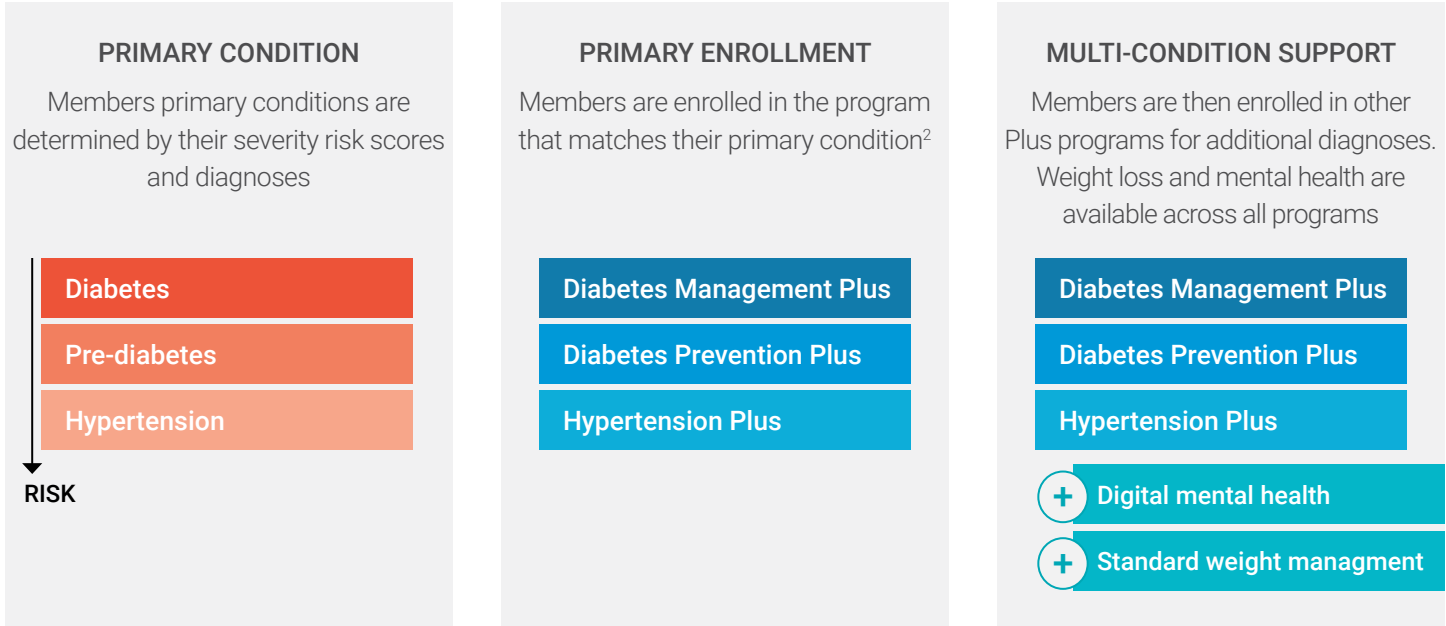 PRIMARY CONDITION
Members primary conditions are
determined by their severity risk scores
and diagnoses
Diabetes
Pre-diabetes
Hypertension
RISK
PRIMARY ENROLLMENT
Members are enrolled in the program
that matches their primary condition²
Diabetes Management Plus
Diabetes Prevention Plus
Hypertension Plus
MULTI-CONDITION SUPPORT
Members are then enrolled in other
Plus programs for additional diagnoses.
Weight loss and mental health are
available across all programs
Diabetes Management Plus
Diabetes Prevention Plus
Hypertension Plus
+ Digital mental health
+ Standard weight managment